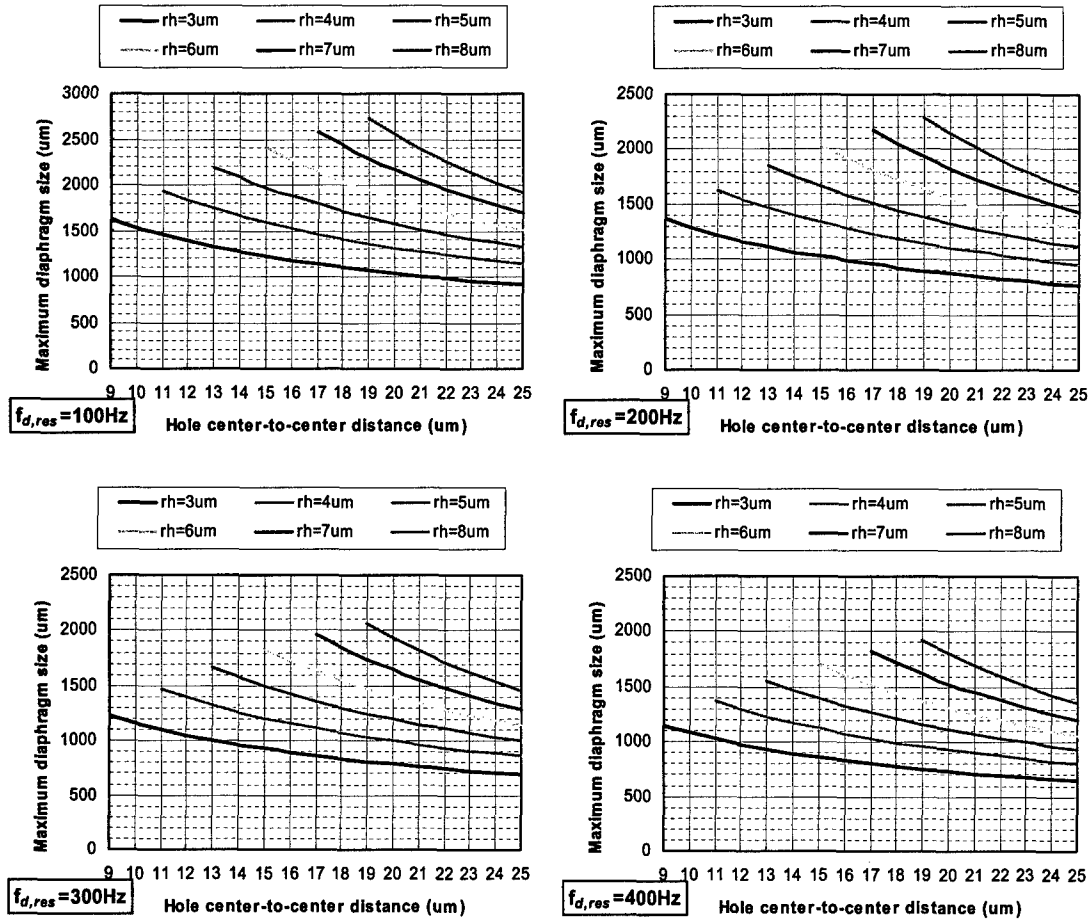 rh=3um rh=4um rh=5um
rh=6um rh=7um rh=8um
Maximum diaphragm size (um)
3000
2500
2000
1500
1000
500
0
9 10 11 12 13 14 15 16 17 18 19 20 21 22 23 24 25
fd,res=100Hz
Hole center-to-center distance (um)
rh=3um rh=4um rh=5um
rh=6um rh=7um rh=8um
Maximum diaphragm size (um)
2500
2000
1500
1000
500
0
9 10 11 12 13 14 15 16 17 18 19 20 21 22 23 24 25
fd,res=200Hz
Hole center-to-center distance (um)
rh=3um rh=4um rh=5um
rh=6um rh=7um rh=8um
Maximum diaphragm size (um)
2500
2000
1500
1000
500
0
9 10 11 12 13 14 15 16 17 18 19 20 21 22 23 24 25
fd,res=300Hz
Hole center-to-center distance (um)
rh=3um rh=4um rh=5um
rh=6um rh=7um rh=8um
Maximum diaphragm size (um)
2500
2000
1500
1000
500
0
9 10 11 12 13 14 15 16 17 18 19 20 21 22 23 24 25
fd,res=400Hz
Hole center-to-center distance (um)